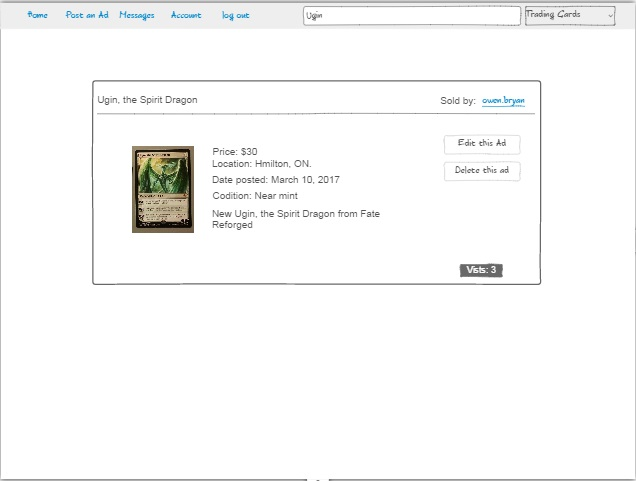 Home Post an Ad Messages Account log out Ugin Trading Cards
Ugin, the Spirit Dragon
Sold by: owen.bryan
Price: $30
Edit this Ad
Location: Hmilton, ON.
Delete this ad
Date posted: March 10, 2017
Codition: Near mint
New Ugin, the Spirit Dragon from Fate
Reforged
Vists: 3